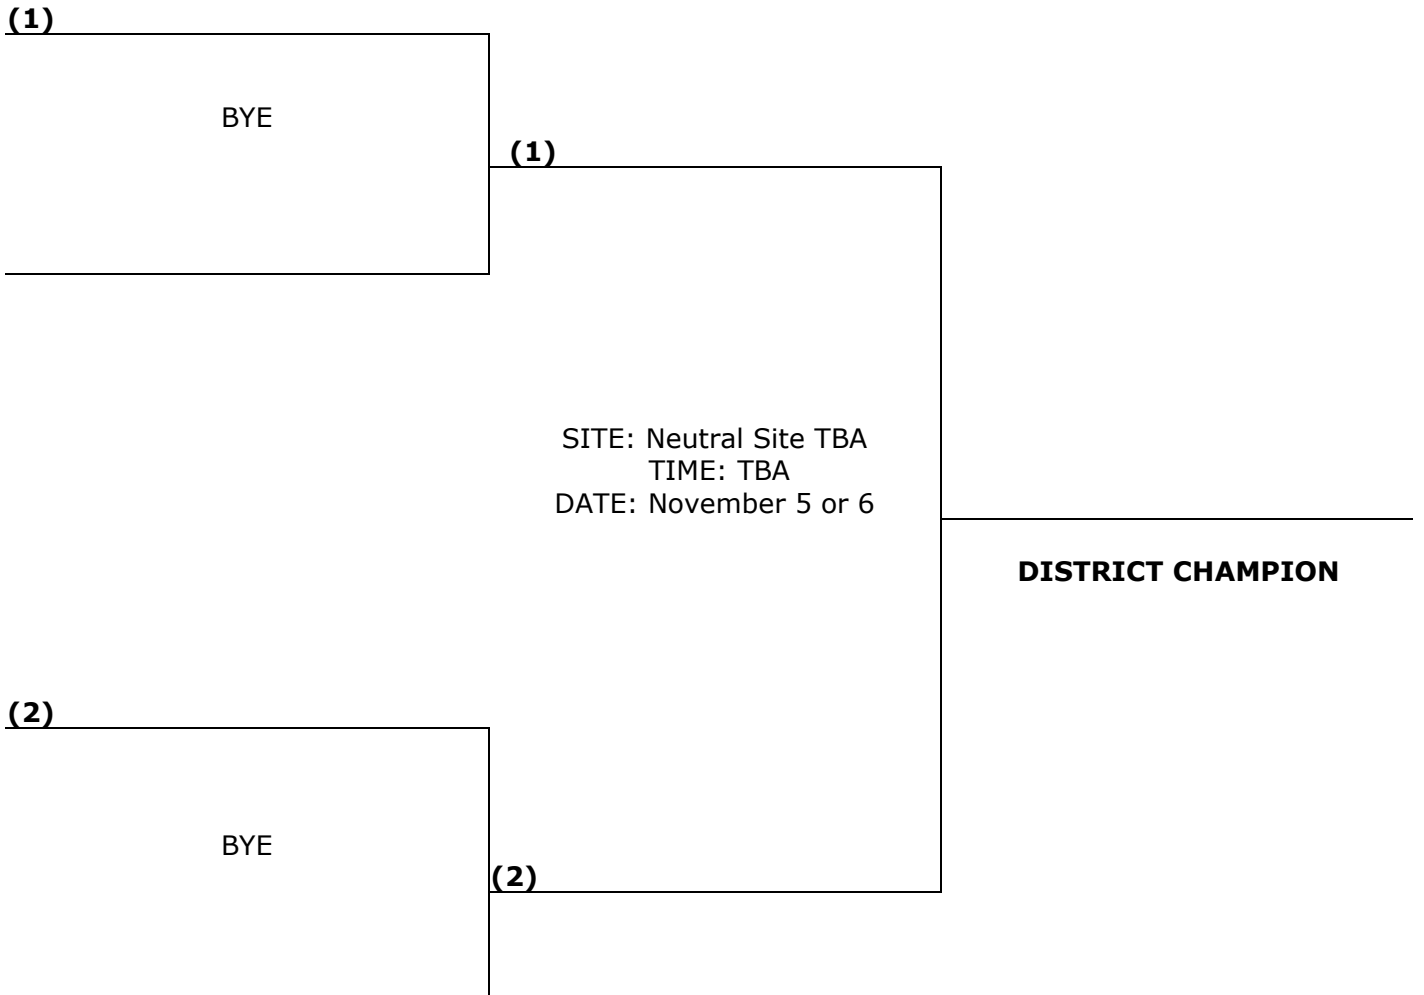 (1)
BYE
(1)
SITE: Neutral Site TBA
TIME: TBA
DATE: November 5 or 6
DISTRICT CHAMPION
(2)
BYE
(2)